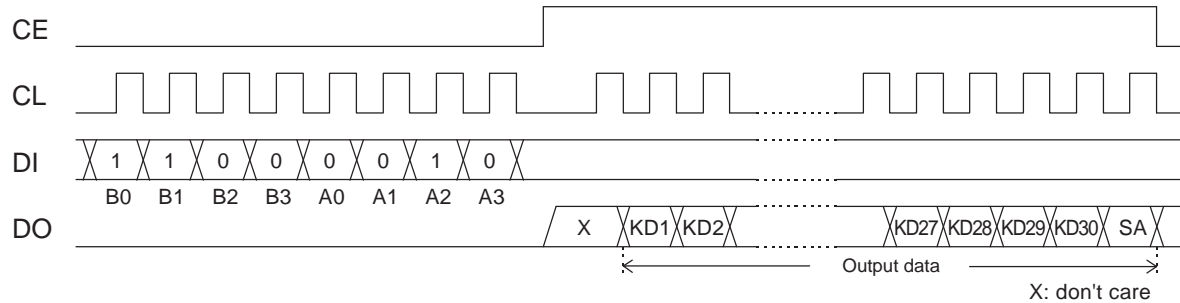 CE
CL
DI 1 1 0 0 0 0 1 0
B0 B1 B2 B3 A0 A1 A2 A3
DO X KD1 KD2 KD27 KD28 KD29 KD30 SA
Output data
X: don't care